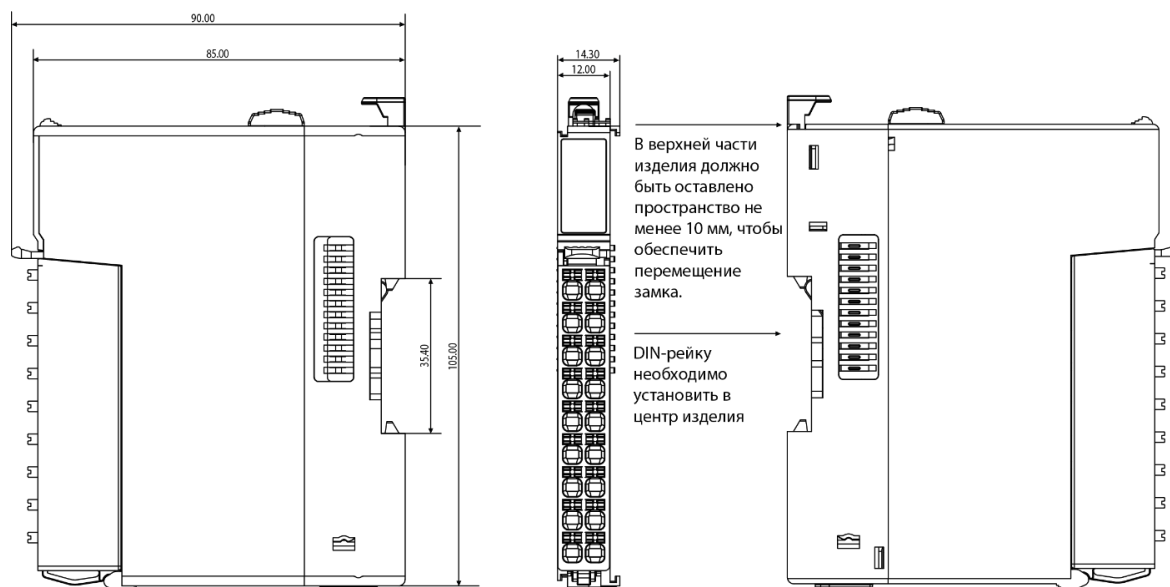 90.00
85.00
14.30
12.00
35.40
105.00
В верхней части
изделия должно
быть оставлено
пространство не
менее 10 мм, чтобы
обеспечить
перемещение
замка.
DIN-рейку
необходимо
установить в
центр изделия